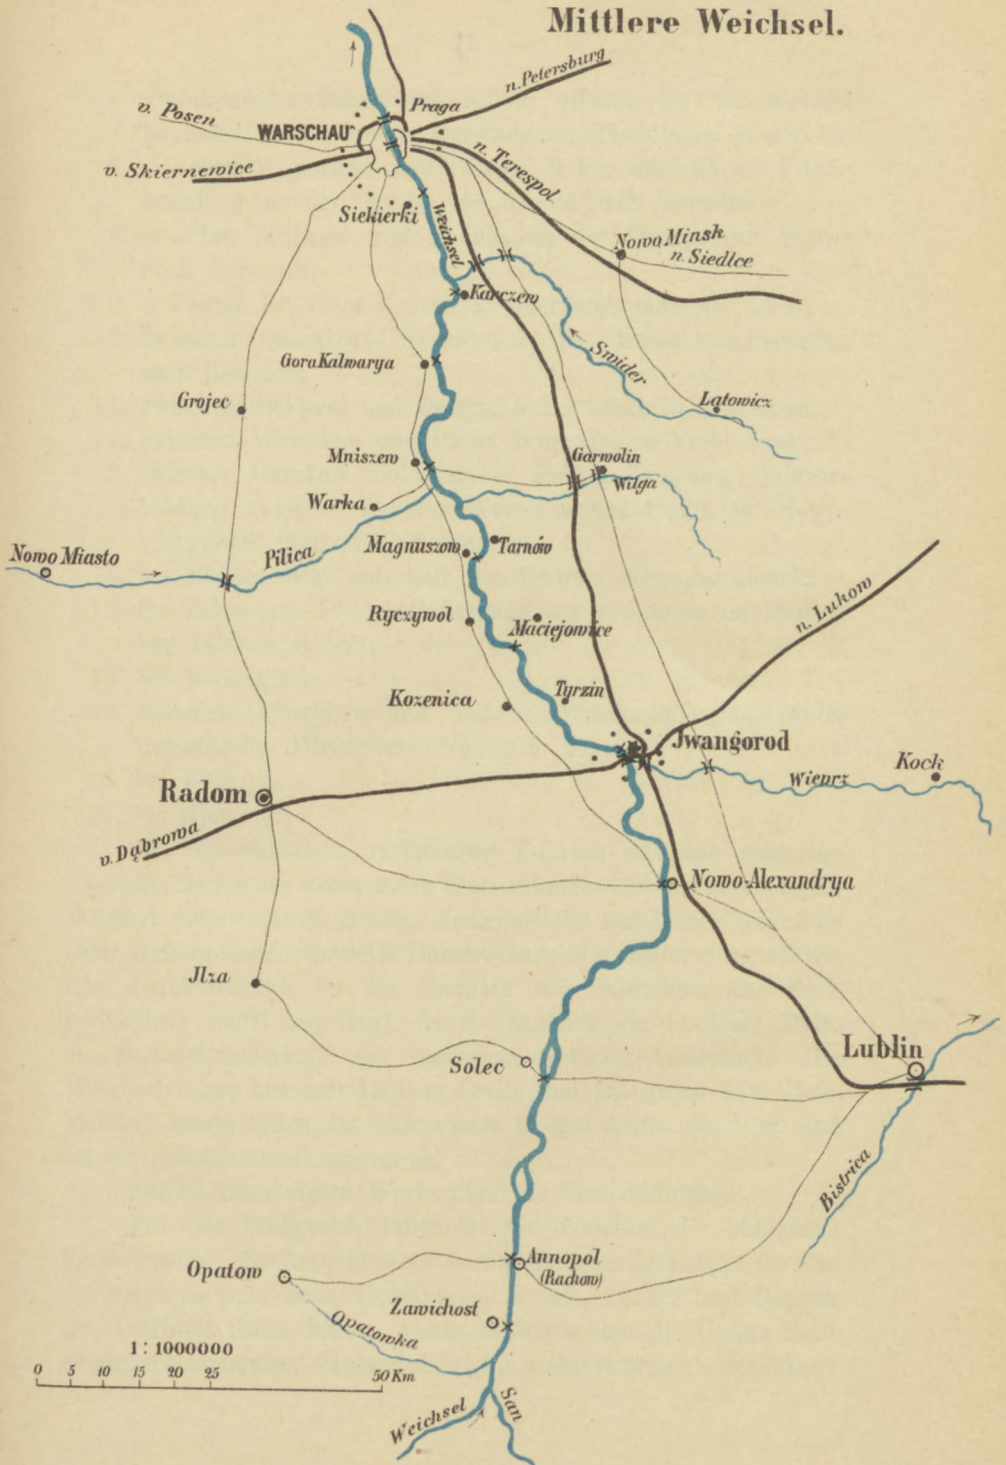 Mittlere Weichsel.
n. Petersburg
v. Posen
Praga
WARSCHAU
v. Skiernewice
n. Terespol
Siekierki
Weichsel
Nowo Minsk
n. Siedlce
Karczew
Gora Kalwarya
Swider
Grojec
Latowicz
Mniszew
Garwolin
Wilga
Warka
Nowo Miasto
Pilica
Magnuszow
Tarnów
n. Lukow
Ryczywol
Maciejowice
Kozenica
Tyrzin
Jwangorod
Radom
Wieprz
Kock
v. Dąbrowa
Nowo-Alexandrya
Jlza
Solec
Lublin
Bistrica
Opatow
Annopol
(Rachow)
Zawichost
Opatowka
1 : 1000000
0 5 10 15 20 25 50 Km
Weichsel
San